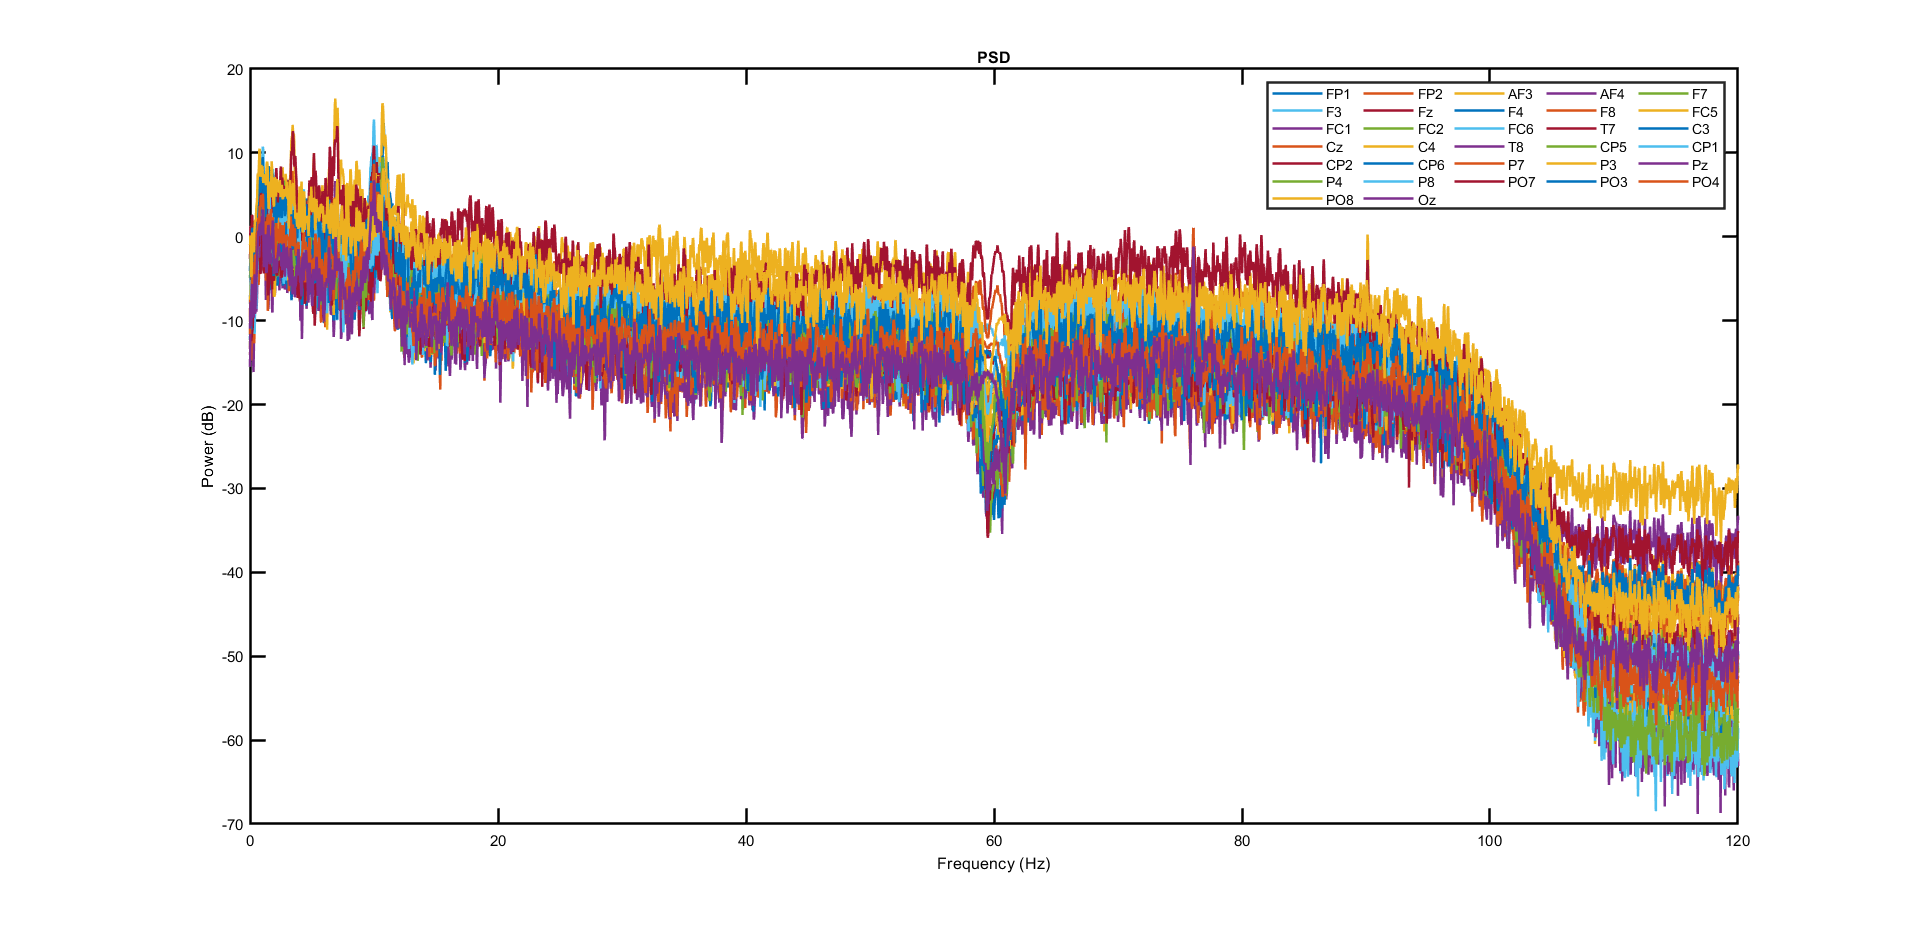 PSD
20
10
0
-10
-20
-30
-40
-50
-60
-70
Power (dB)
FP1 FP2 AF3 AF4 F7
F3 Fz F4 F8 FC5
FC1 FC2 FC6 T7 C3
Cz C4 T8 CP5 CP1
CP2 CP6 P7 P3 Pz
P4 P8 PO7 PO3 PO4
PO8 Oz
0 20 40 60 80 100 120
Frequency (Hz)